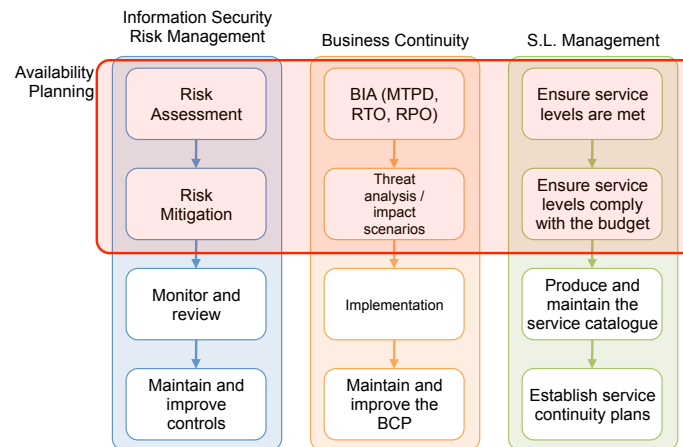 Information Security
Risk Management
Business Continuity
S.L. Management
Availability
Planning
Risk
Assessment
BIA (MTPD,
RTO, RPO)
Ensure service
levels are met
Risk
Mitigation
Threat
analysis /
impact
scenarios
Ensure service
levels comply
with the budget
Monitor and
review
Implementation
Produce and
maintain the
service catalogue
Maintain and
improve
controls
Maintain and
improve the
BCP
Establish service
continuity plans